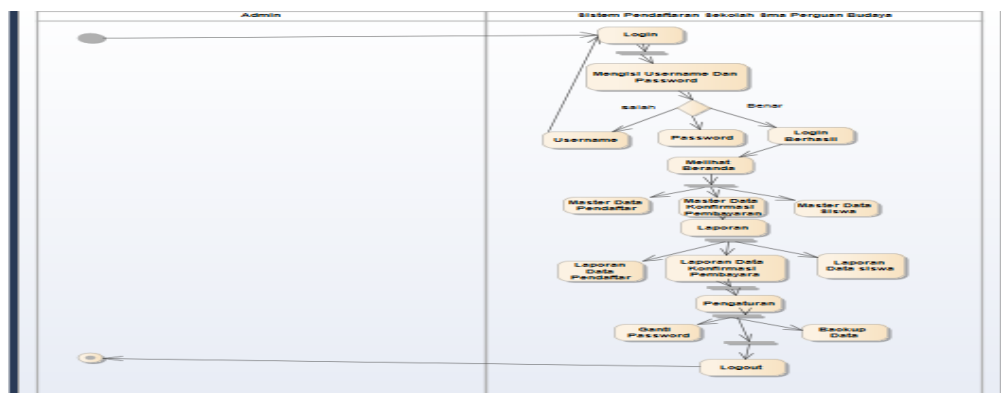 Admin
Sistem Pendaftaran Sekolah Sma Perguan Budaya
Login
Mengisi Username Dan
Password
salah
Benar
Username
Password
Login
Berhasil
Melihat
Beranda
Master Data
Pendaftar
Master Data
Konfirmasi
Pembayaran
Master Data
Siswa
Laporan
Laporan
Data
Pendaftar
Laporan Data
Konfirmasi
Pembayara
Laporan
Data siswa
Pengaturan
Ganti
Password
Backup
Data
Logout